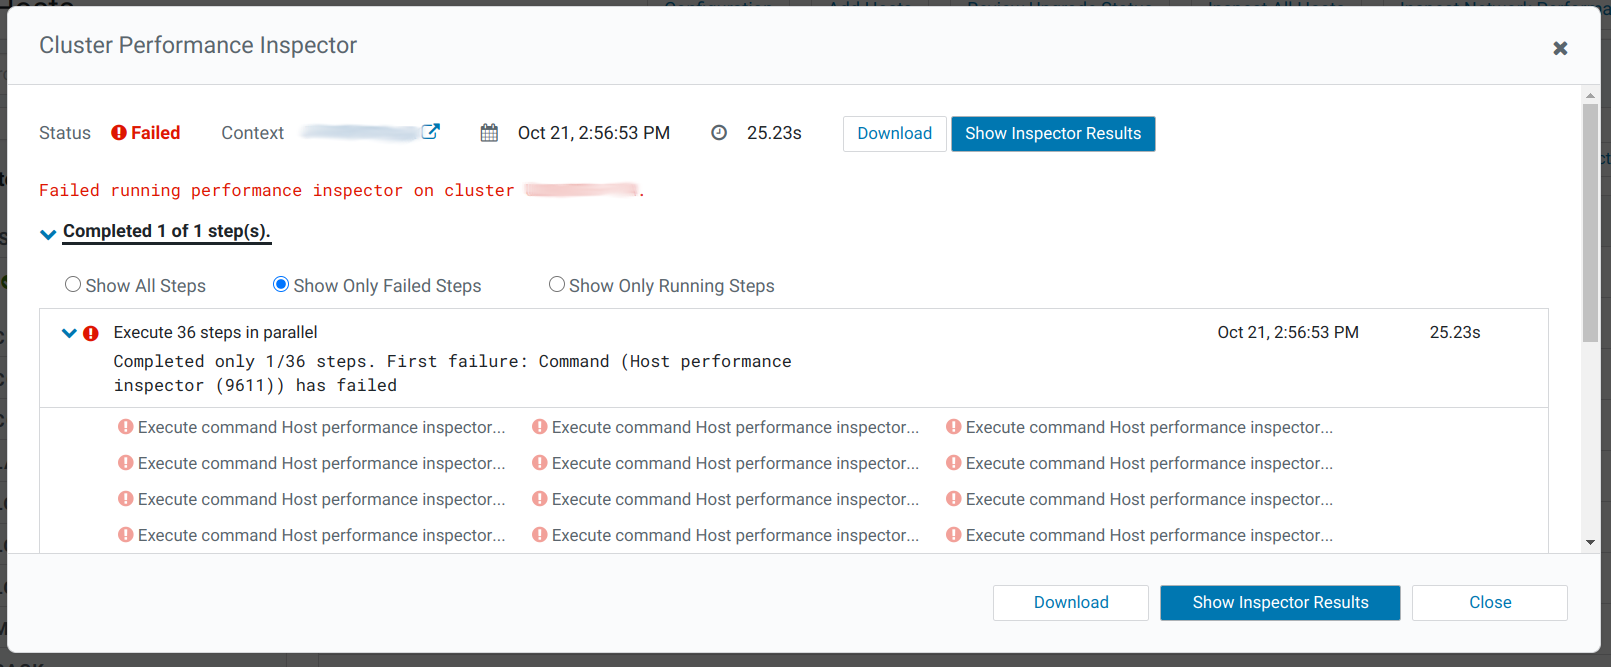 Cluster Performance Inspector
Status Failed Context Oct 21, 2:56:53 PM 25.23s Download Show Inspector Results
Failed running performance inspector on cluster .
Completed 1 of 1 step(s).
Show All Steps Show Only Failed Steps Show Only Running Steps
Execute 36 steps in parallel Oct 21, 2:56:53 PM 25.23s
Completed only 1/36 steps. First failure: Command (Host performance
inspector (9611)) has failed
Execute command Host performance inspector... Execute command Host performance inspector... Execute command Host performance inspector...
Execute command Host performance inspector... Execute command Host performance inspector... Execute command Host performance inspector...
Execute command Host performance inspector... Execute command Host performance inspector... Execute command Host performance inspector...
Execute command Host performance inspector... Execute command Host performance inspector... Execute command Host performance inspector...
Download Show Inspector Results Close